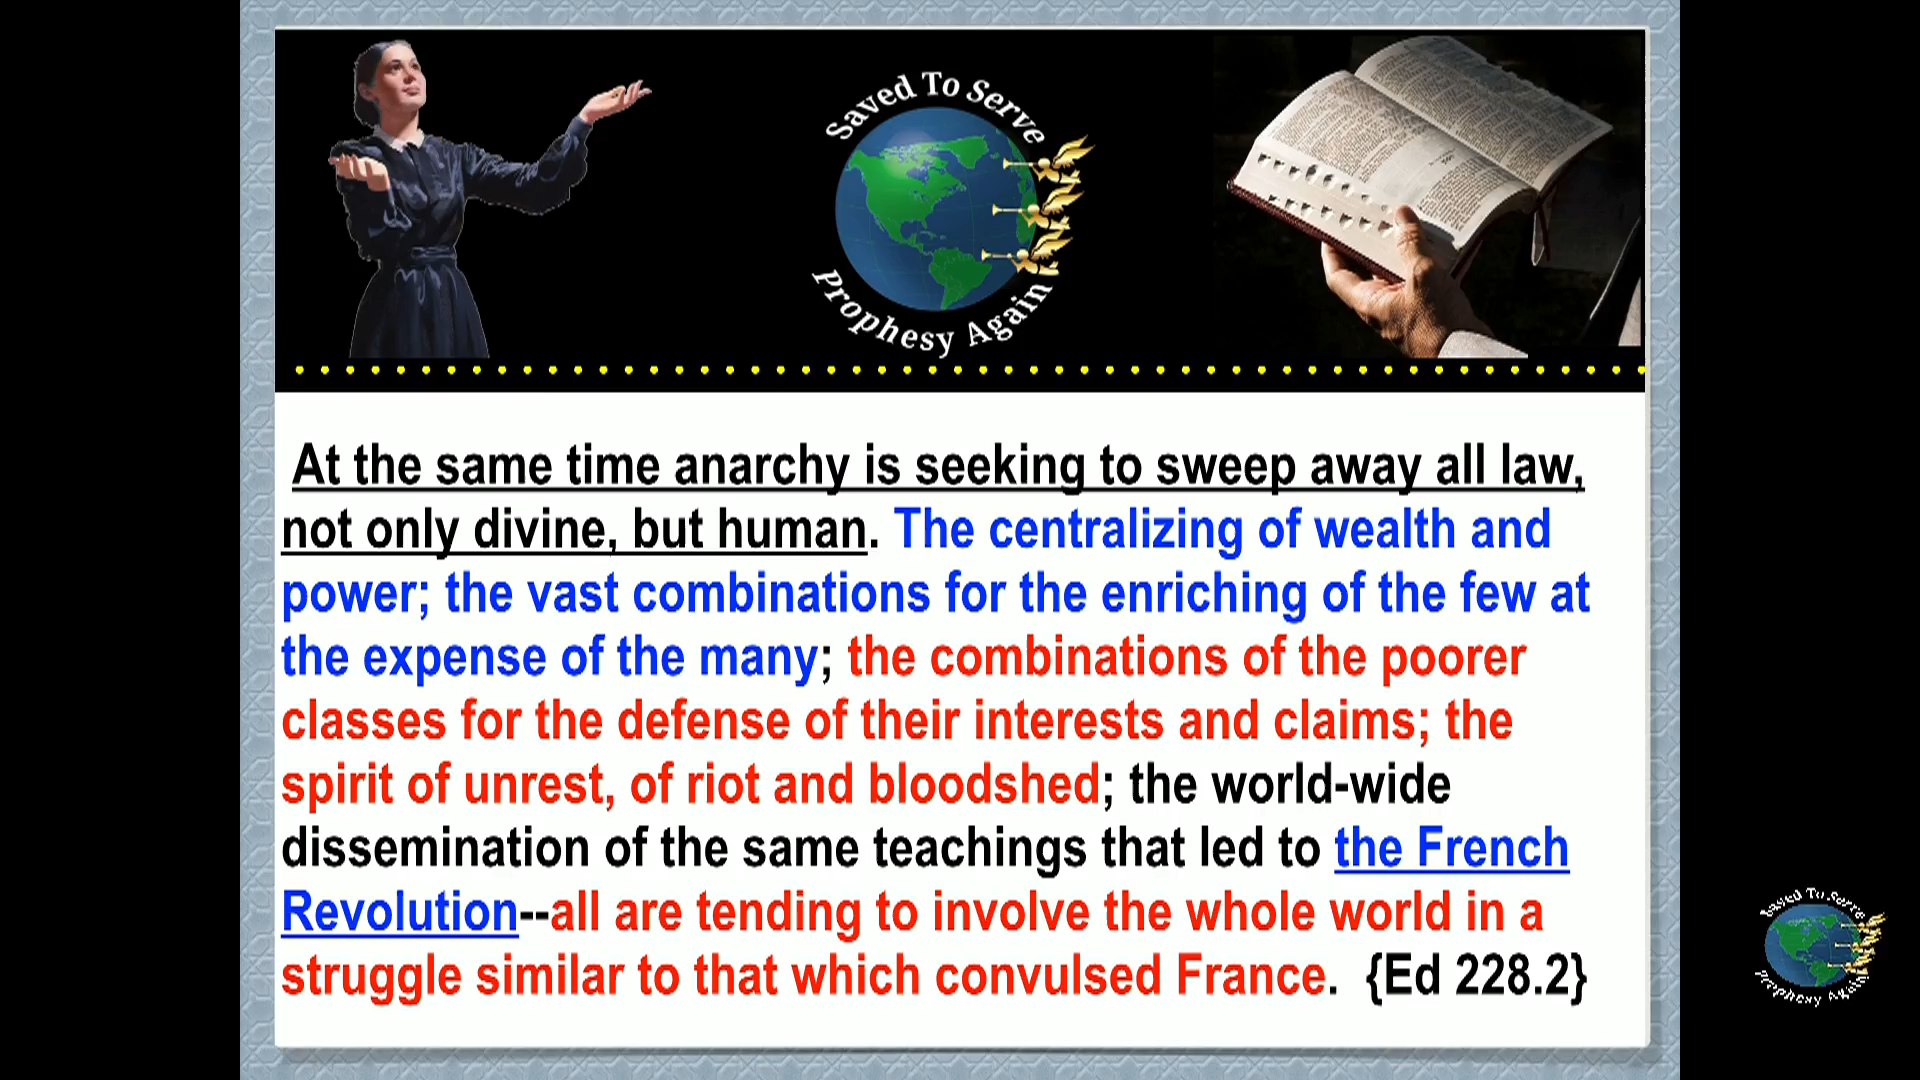 Saved To Serve
Prophesy Again
At the same time anarchy is seeking to sweep away all law,
not only divine, but human. The centralizing of wealth and
power; the vast combinations for the enriching of the few at
the expense of the many; the combinations of the poorer
classes for the defense of their interests and claims; the
spirit of unrest, of riot and bloodshed; the world-wide
dissemination of the same teachings that led to the French
Revolution--all are tending to involve the whole world in a
struggle similar to that which convulsed France. {Ed 228.2}
Saved To Serve
Prophesy Again